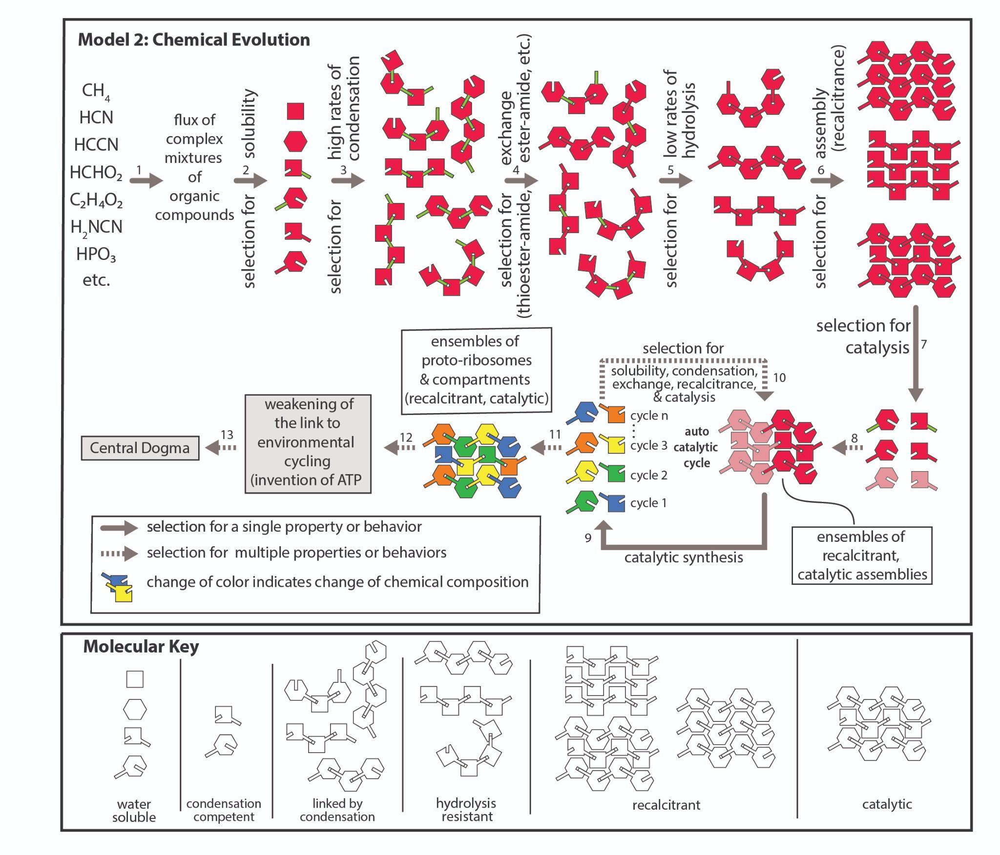 Model 2: Chemical Evolution
CH4
HCN
HCCN
HCHO2
C2H4O2
H2NCN
HPO3
etc.
1
flux of
complex
mixtures
of
organic
compounds
2
selection for solubility
3
selection for high rates of
condensation
4
selection for exchange
(thioester-amide, ester-amide, etc.)
5
selection for low rates of
hydrolysis
6
selection for assembly
(recalcitrance)
selection for
catalysis
7
8
auto
catalytic
cycle
ensembles of
recalcitrant,
catalytic assemblies
9
catalytic synthesis
selection for
solubility, condensation,
exchange, recalcitrance,
& catalysis
10
cycle n
cycle 3
cycle 2
cycle 1
11
ensembles of
proto-ribosomes
& compartments
(recalcitrant, catalytic)
12
weakening of
the link to
environmental
cycling
(invention of ATP
13
Central Dogma
selection for a single property or behavior
selection for multiple properties or behaviors
change of color indicates change of chemical composition
Molecular Key
water
soluble
condensation
competent
linked by
condensation
hydrolysis
resistant
recalcitrant
catalytic